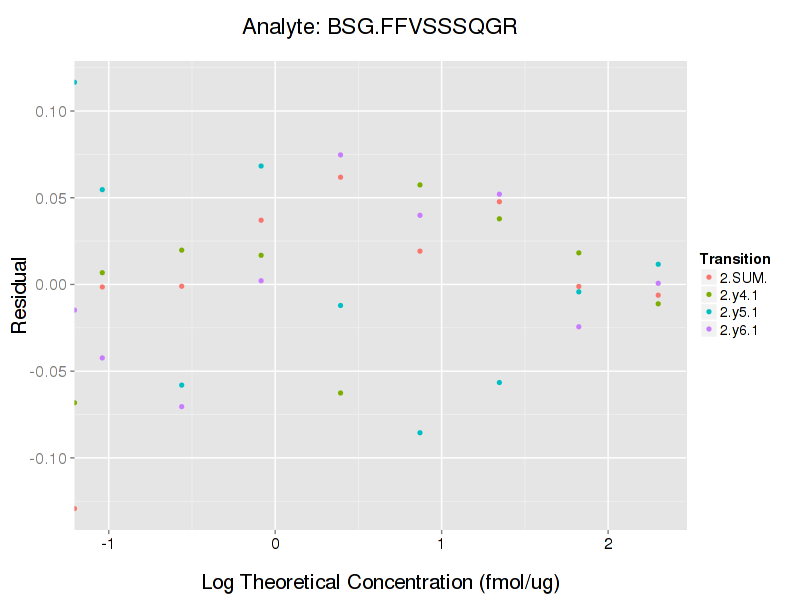 Analyte: BSG.FFVSSSQGR
Residual
0.10
0.05
0.00
-0.05
-0.10
-1
0
1
2
Log Theoretical Concentration (fmol/ug)
Transition
2.SUM.
2.y4.1
2.y5.1
2.y6.1